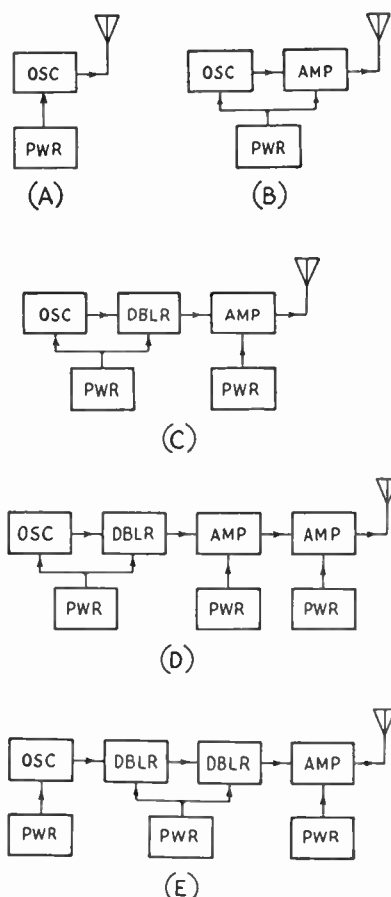 OSC
PWR
(A)
OSC AMP
PWR
(B)
OSC DBLR AMP
PWR PWR
(C)
OSC DBLR AMP AMP
PWR PWR PWR
(D)
OSC DBLR DBLR AMP
PWR PWR PWR
(E)